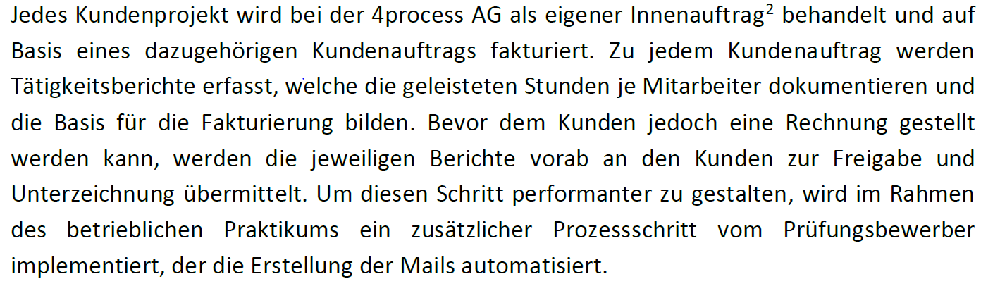 Jedes Kundenprojekt wird bei der 4process AG als eigener Innenauftrag² behandelt und auf
Basis eines dazugehörigen Kundenauftrags fakturiert. Zu jedem Kundenauftrag werden
Tätigkeitsberichte erfasst, welche die geleisteten Stunden je Mitarbeiter dokumentieren und
die Basis für die Fakturierung bilden. Bevor dem Kunden jedoch eine Rechnung gestellt
werden kann, werden die jeweiligen Berichte vorab an den Kunden zur Freigabe und
Unterzeichnung übermittelt. Um diesen Schritt performanter zu gestalten, wird im Rahmen
des betrieblichen Praktikums ein zusätzlicher Prozessschritt vom Prüfungsbewerber
implementiert, der die Erstellung der Mails automatisiert.